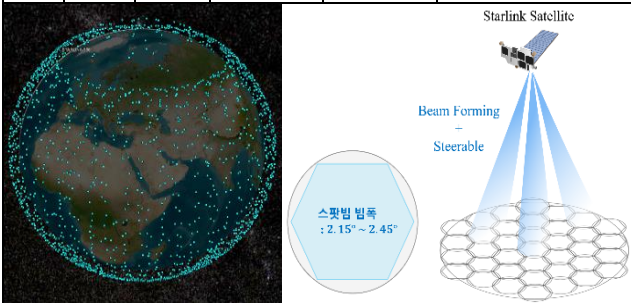 Starlink Satellite
Beam Forming
+
Steerable
스팟빔 빔폭
: 2.15° ~ 2.45°